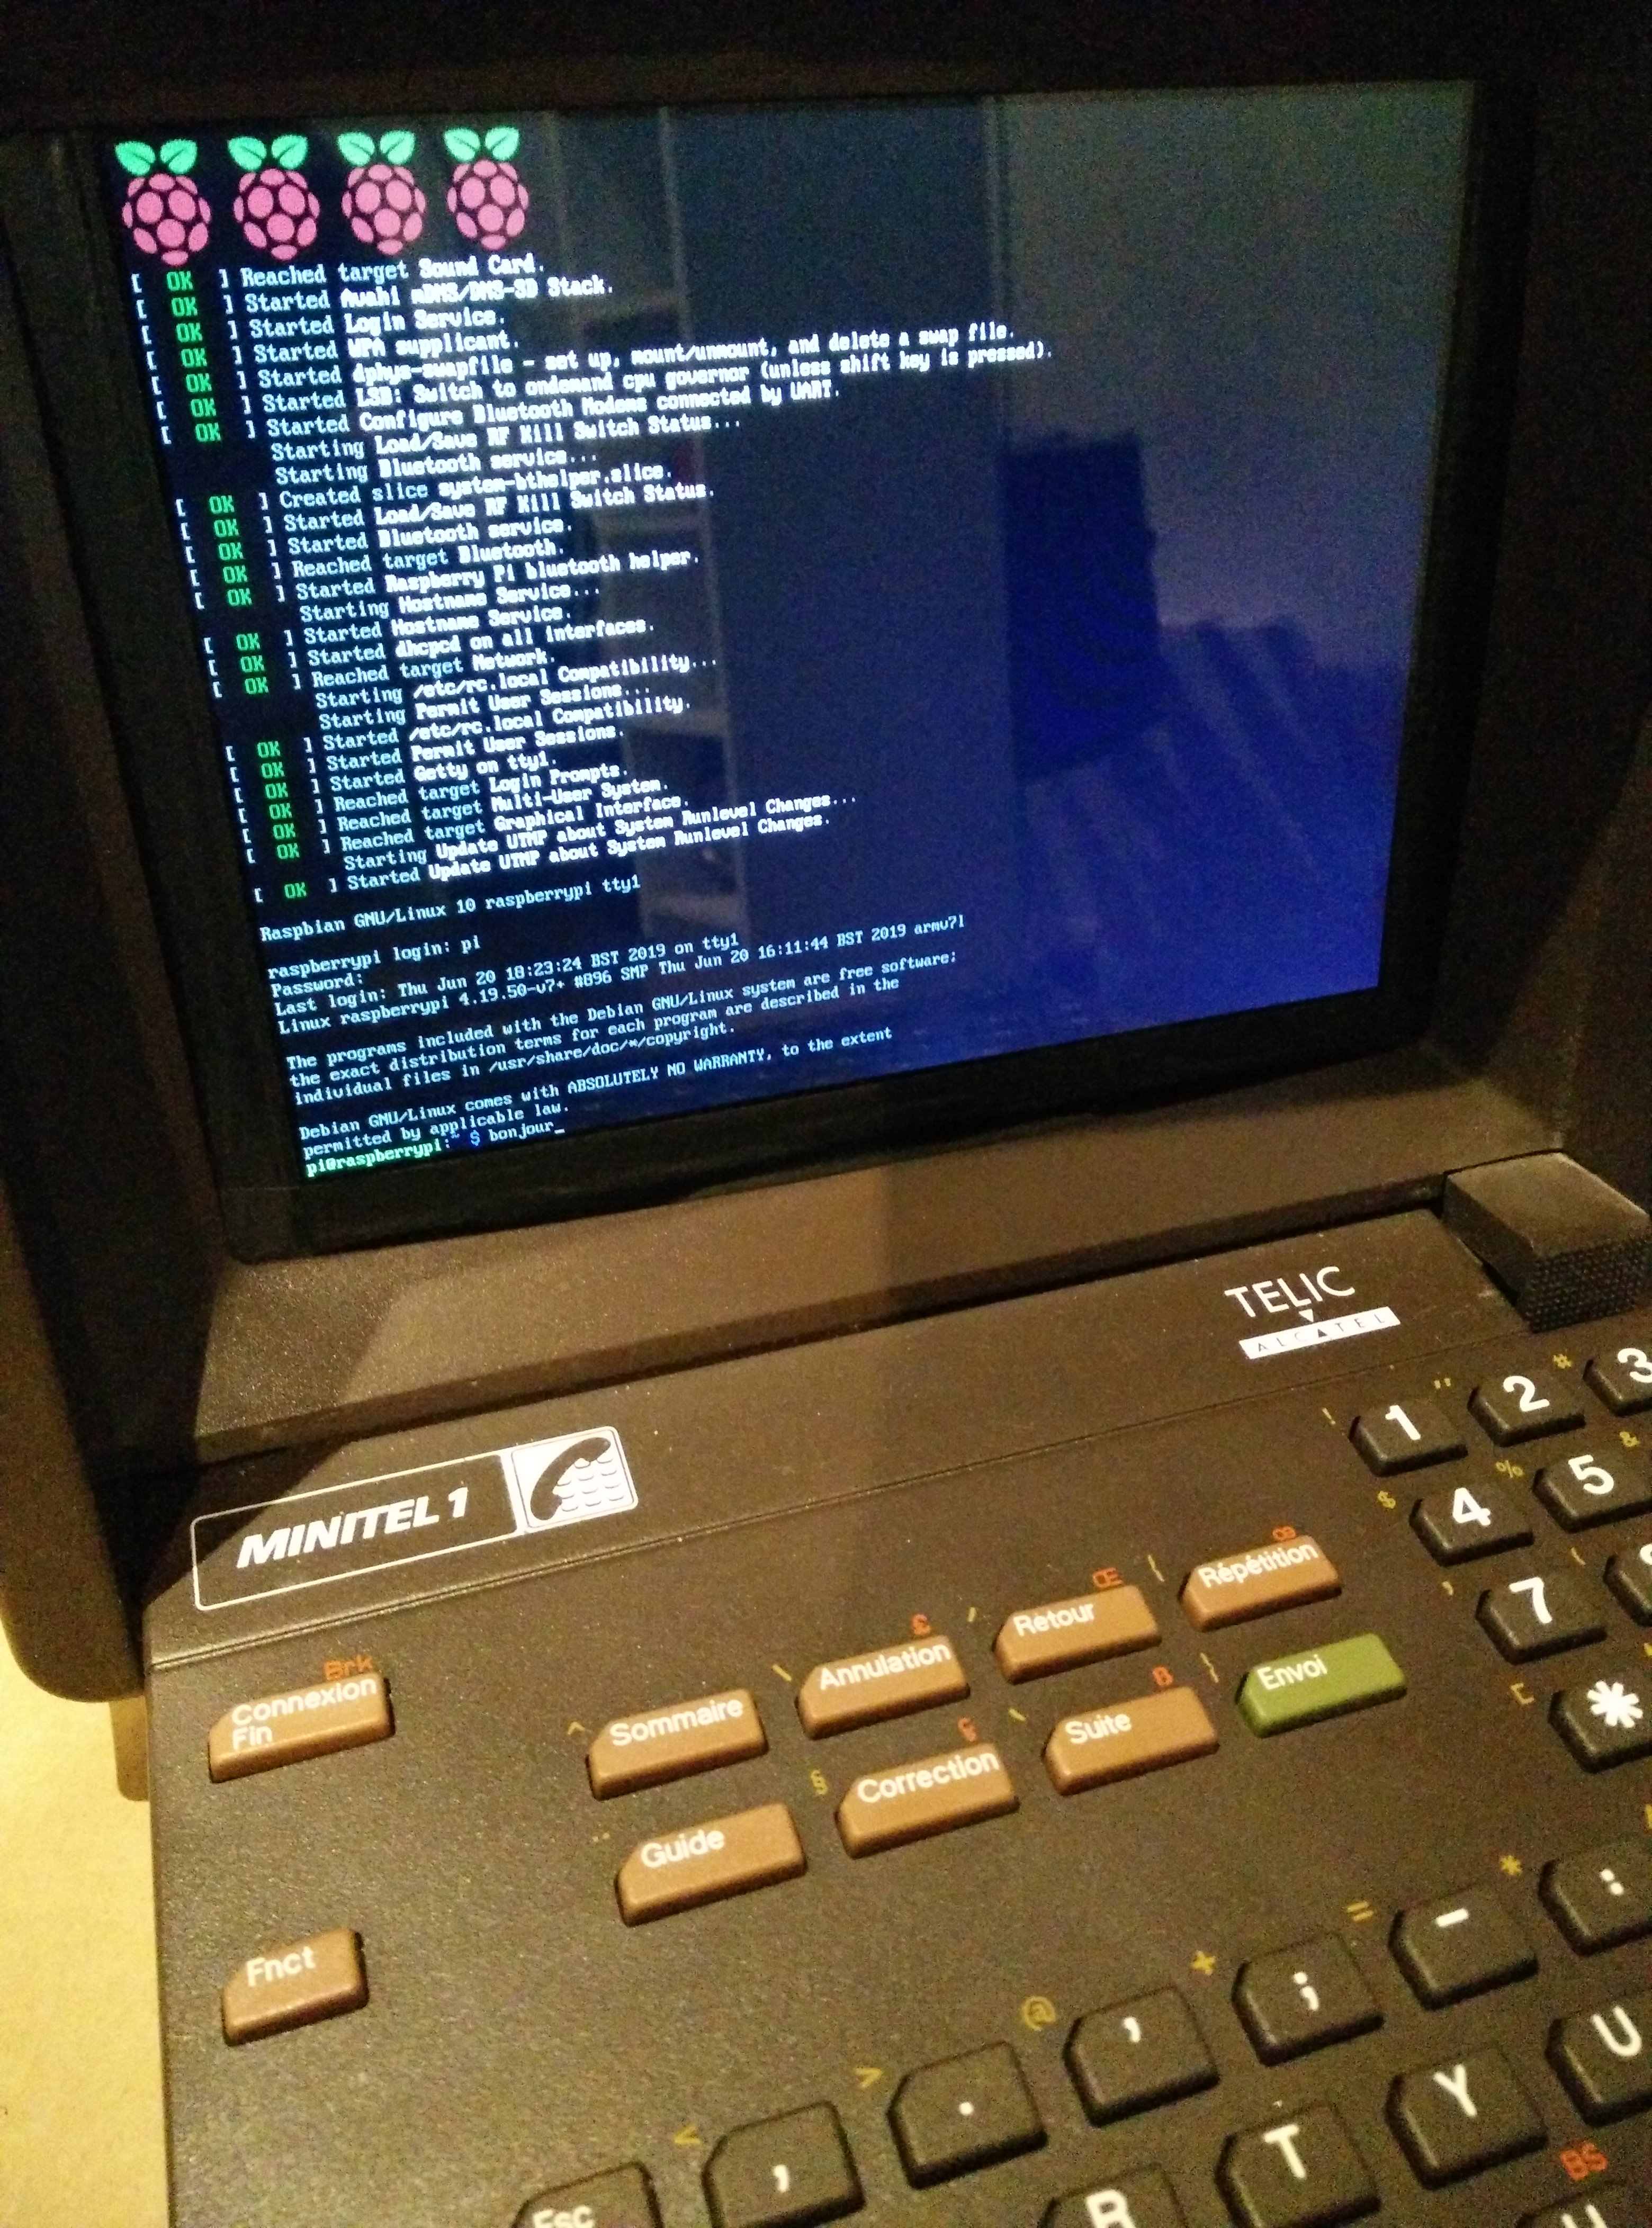 [ OK ] Reached target Sound Card.
[ OK ] Started Avahi mDNS/DNS-SD Stack.
[ OK ] Started Login Service.
[ OK ] Started WPA supplicant.
[ OK ] Started dphys-swapfile - set up, mount/unmount, and delete a swap file.
[ OK ] Started LSB: Switch to ondemand cpu governor (unless shift key is pressed).
[ OK ] Started Configure Bluetooth Modems connected by UART.
Starting Load/Save RF Kill Switch Status...
Starting Bluetooth service...
[ OK ] Created slice system-bthelper.slice.
[ OK ] Started Load/Save RF Kill Switch Status.
[ OK ] Started Bluetooth service.
[ OK ] Reached target Bluetooth.
[ OK ] Started Raspberry Pi bluetooth helper.
Starting Hostname Service...
[ OK ] Started Hostname Service.
[ OK ] Started dhcpcd on all interfaces.
[ OK ] Reached target Network.
Starting /etc/rc.local Compatibility...
Starting Permit User Sessions...
[ OK ] Started /etc/rc.local Compatibility.
[ OK ] Started Permit User Sessions.
[ OK ] Started Getty on tty1.
[ OK ] Reached target Login Prompts.
[ OK ] Reached target Multi-User System.
[ OK ] Reached target Graphical Interface.
Starting Update UTMP about System Runlevel Changes...
[ OK ] Started Update UTMP about System Runlevel Changes.
Raspbian GNU/Linux 10 raspberrypi tty1
raspberrypi login: pi
Password:
Last login: Thu Jun 20 18:23:24 BST 2019 on tty1
Linux raspberrypi 4.19.50-v7+ #896 SMP Thu Jun 20 16:11:44 BST 2019 armv7l
The programs included with the Debian GNU/Linux system are free software;
the exact distribution terms for each program are described in the
individual files in /usr/share/doc/*/copyright.
Debian GNU/Linux comes with ABSOLUTELY NO WARRANTY, to the extent
permitted by applicable law.
pi@raspberrypi:~ $ bonjour_
TELIC
ALCATEL
MINITEL 1
! 1 " 2 # 3
$ 4 % 5 &
' 7 (
[ *
Brk
Connexion
Fin
^ Sommaire
£
Annulation
Œ
Retour
œ
Répétition
Guide
§ Correction
β
Suite
Envoi
Fnct
< , > . @ ' + ; = - * :
Esc
R T Y U
BS